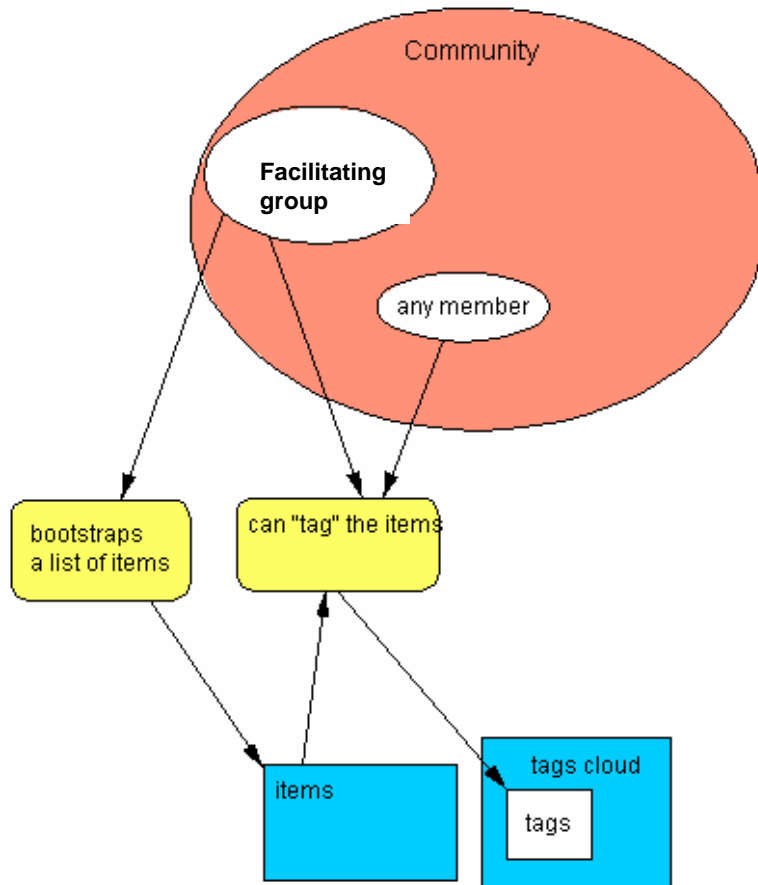 Community
Facilitating
group
any member
bootstraps
a list of items
can "tag" the items
items
tags cloud
tags